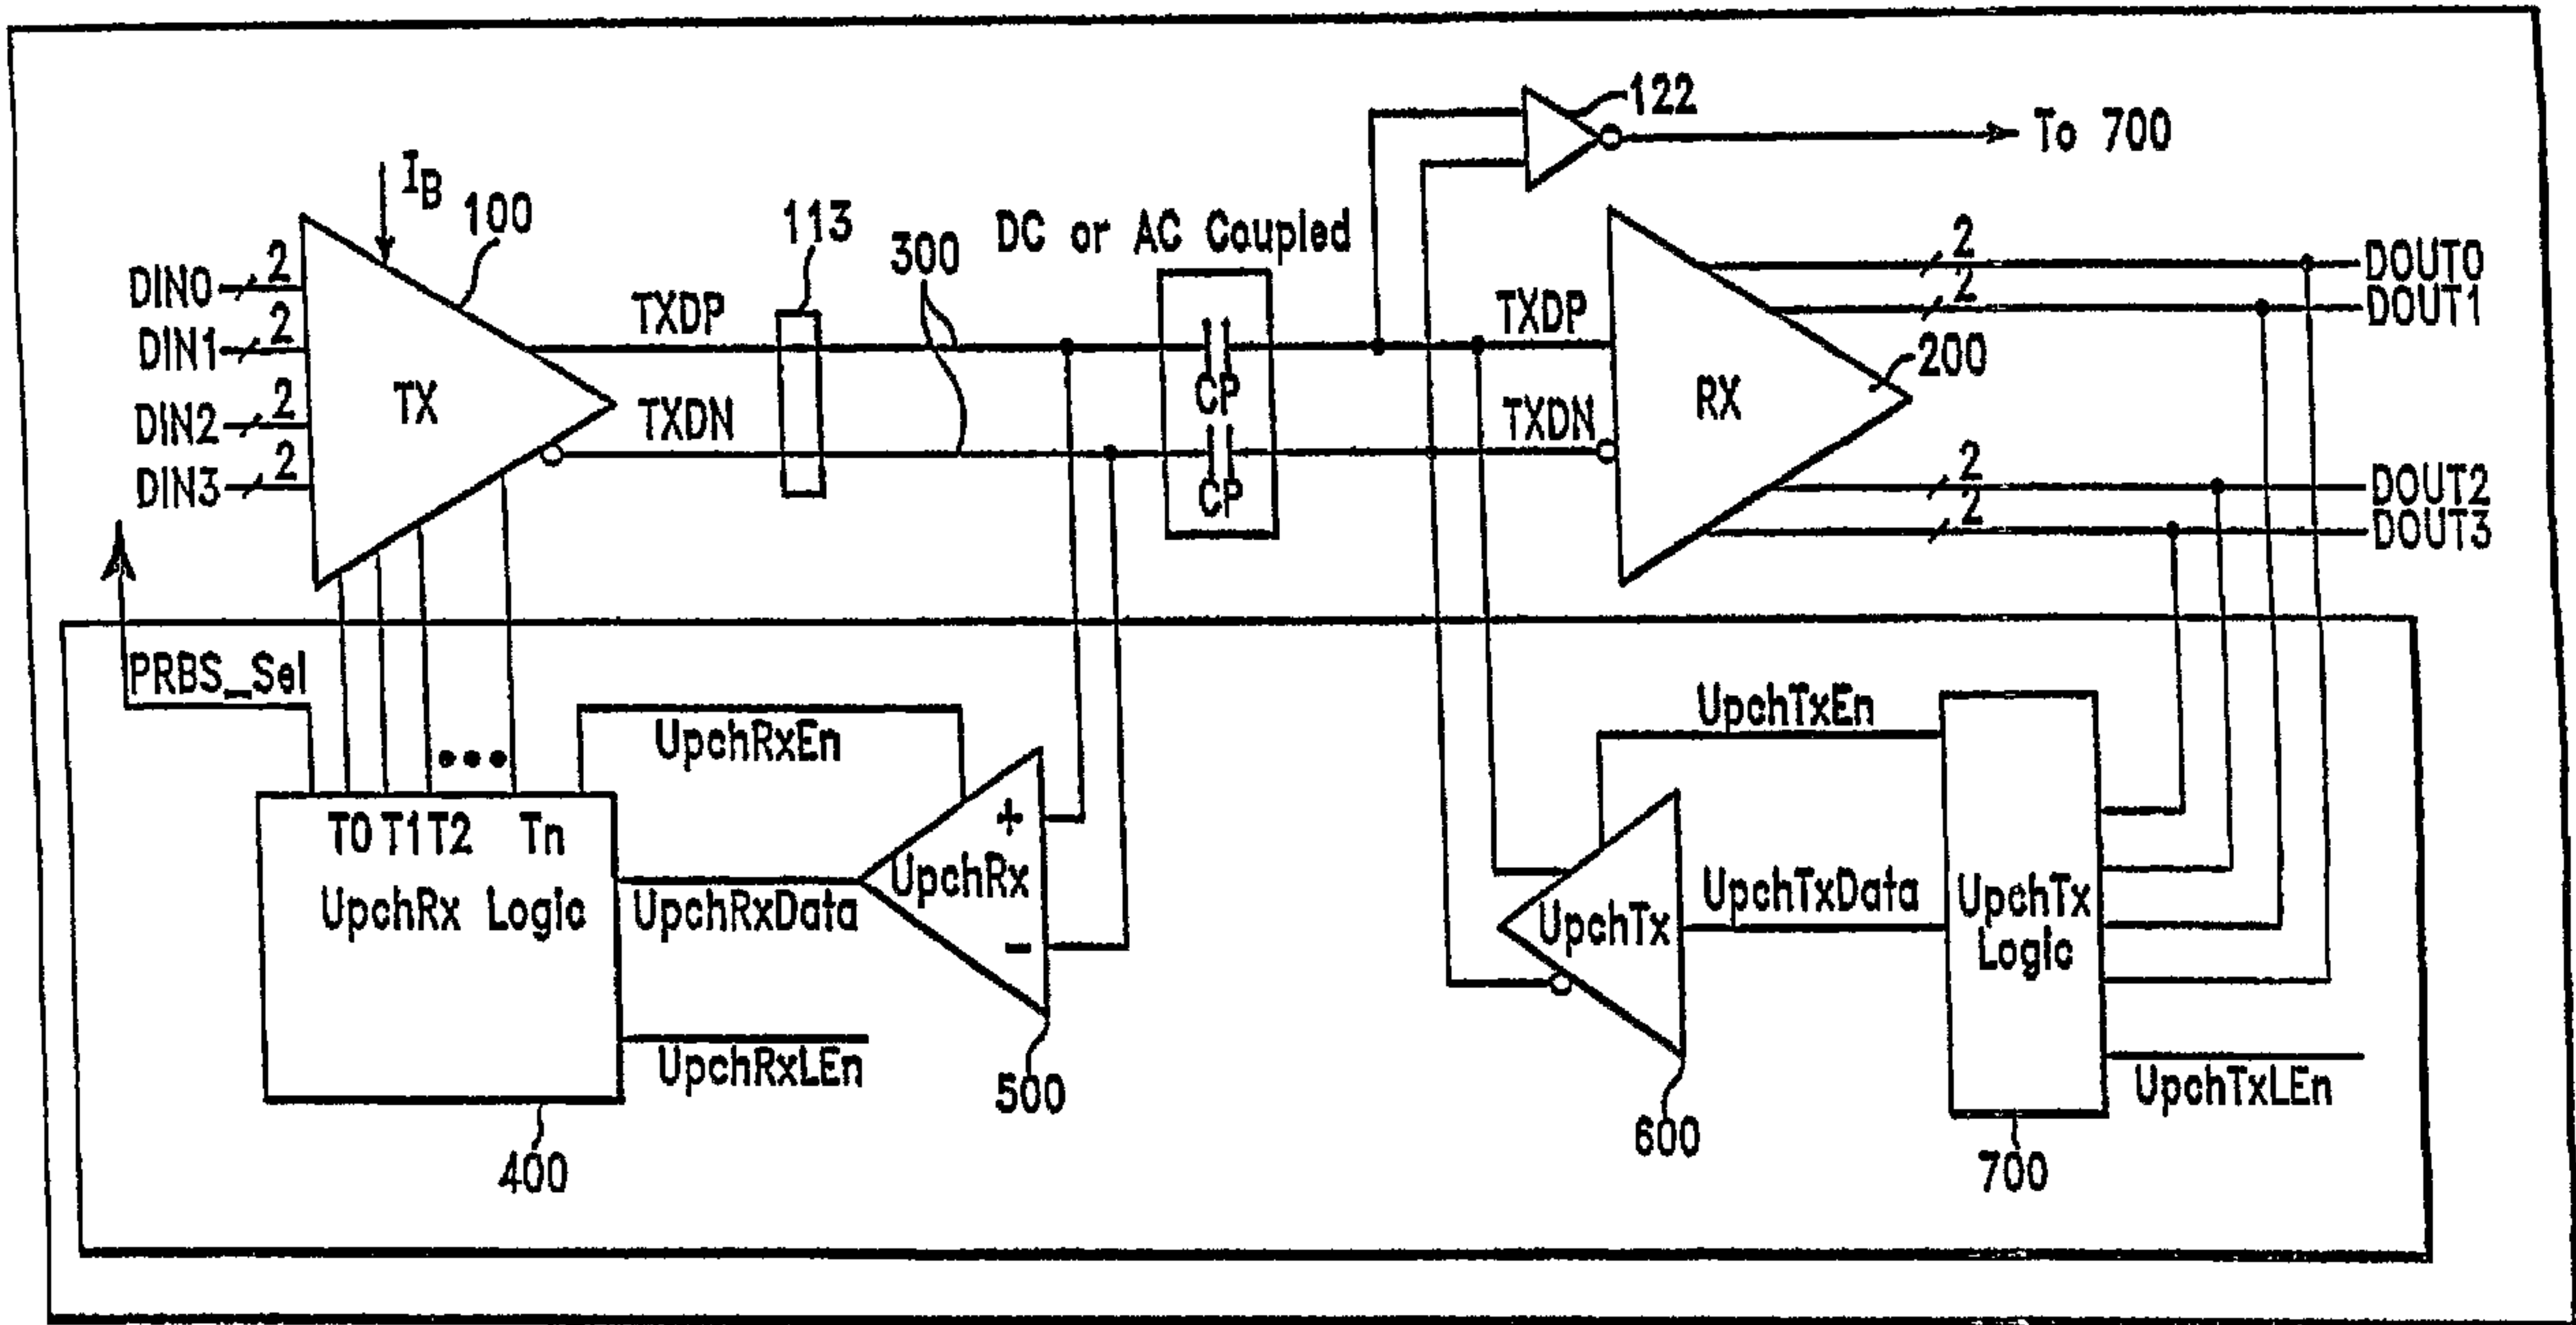 122
To 700
IB
100
113
300
DC or AC Coupled
DIN0 2
DIN1 2
DIN2 2
DIN3 2
TX
TXDP
TXDN
CP
CP
TXDP
TXDN
RX
200
2 DOUT0
2 DOUT1
2 DOUT2
2 DOUT3
PRBS_Sel
UpchRxEn
UpchTxEn
T0 T1 T2 Tn
UpchRx Logic
UpchRxData
UpchRx
+
-
UpchRxLEn
UpchTx
UpchTxData
UpchTx
Logic
UpchTxLEn
400
500
600
700